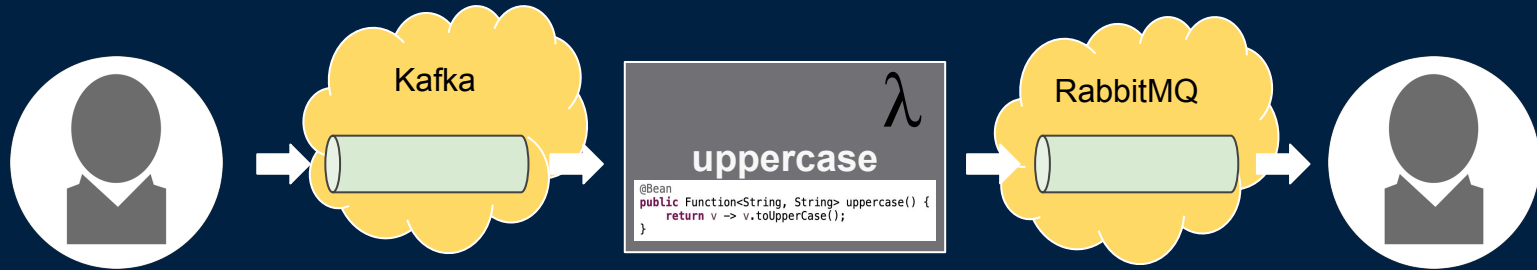 Kafka
λ
uppercase
@Bean
public Function<String, String> uppercase() {
    return v -> v.toUpperCase();
}
RabbitMQ